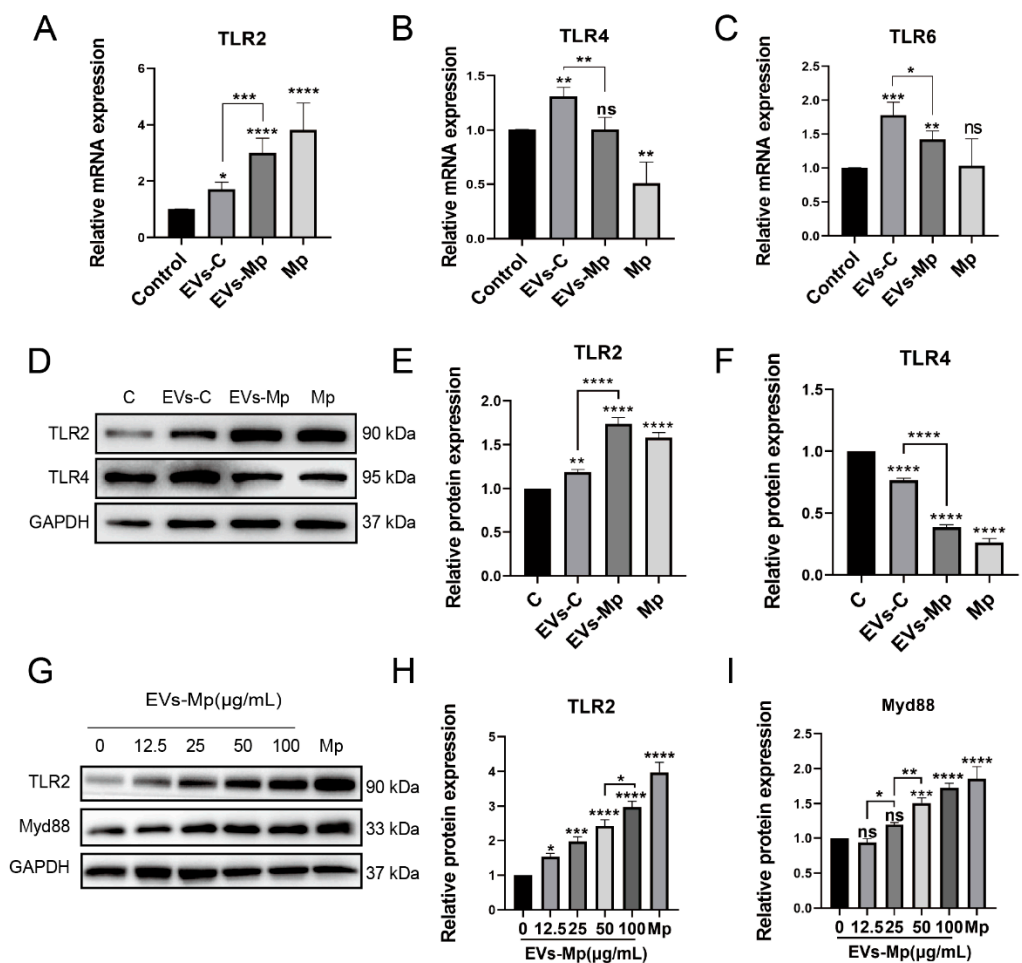 A
TLR2
Relative mRNA expression
6
4
2
0
*
***
****
****
Control
EVs-C
EVs-Mp
Mp
B
TLR4
Relative mRNA expression
1.5
1.0
0.5
0.0
**
**
ns
**
Control
EVs-C
EVs-Mp
Mp
C
TLR6
Relative mRNA expression
2.5
2.0
1.5
1.0
0.5
0.0
***
*
**
ns
Control
EVs-C
EVs-Mp
Mp
D
C EVs-C EVs-Mp Mp
TLR2 90 kDa
TLR4 95 kDa
GAPDH 37 kDa
E
TLR2
Relative protein expression
2.0
1.5
1.0
0.5
0.0
**
****
****
****
C
EVs-C
EVs-Mp
Mp
F
TLR4
Relative protein expression
1.5
1.0
0.5
0.0
****
****
****
****
C
EVs-C
EVs-Mp
Mp
G
EVs-Mp(μg/mL)
0 12.5 25 50 100 Mp
TLR2 90 kDa
Myd88 33 kDa
GAPDH 37 kDa
H
TLR2
Relative protein expression
5
4
3
2
1
0
*
***
****
*
****
****
0 12.5 25 50 100 Mp
EVs-Mp(μg/mL)
I
Myd88
Relative protein expression
2.5
2.0
1.5
1.0
0.5
0.0
ns
*
ns
**
***
****
****
0 12.5 25 50 100 Mp
EVs-Mp(μg/mL)